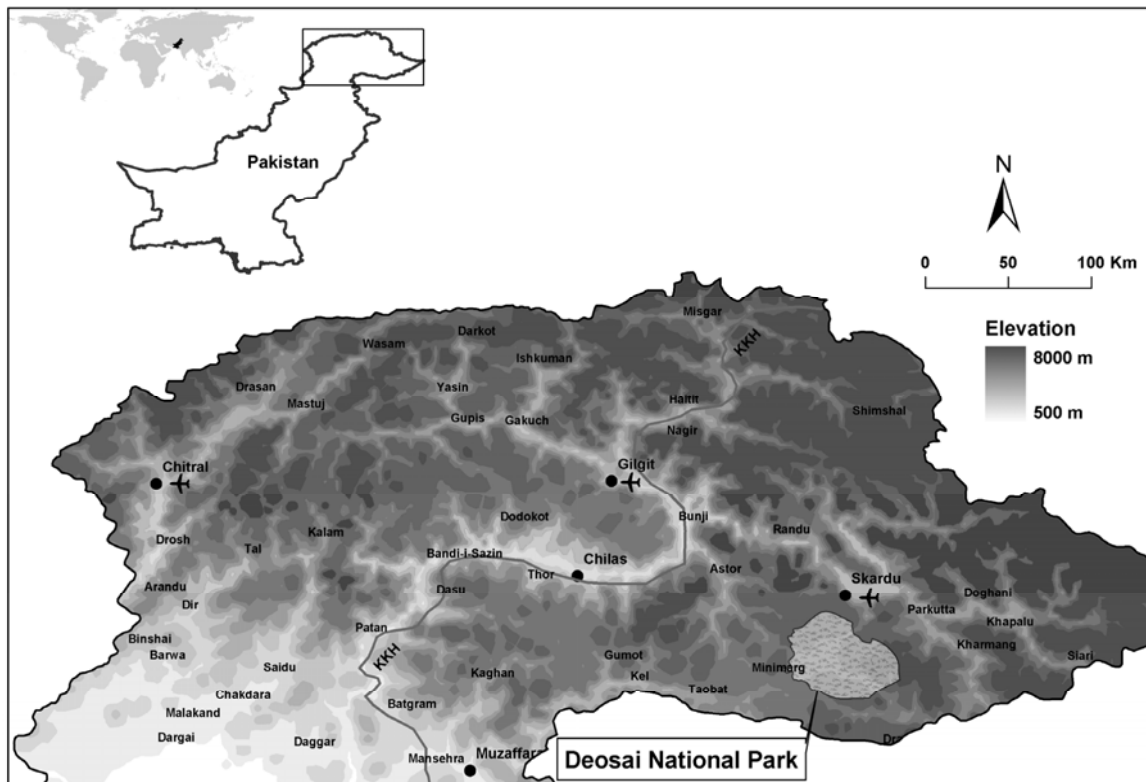 Pakistan
N
0 50 100 Km
Elevation
8000 m
500 m
Misgar
KKH
Darkot
Wasam
Ishkuman
Drasan
Yasin
Mastuj
Haltit
Shimshal
Gupis
Gakuch
Nagir
Chitral
Gilgit
Bunji
Dodokot
Randu
Drosh
Kalam
Tal
Bandi-i-Sazin
Chilas
Thor
Astor
Skardu
Arandu
Dasu
Doghani
Dir
Parkutta
Khapalu
Patan
Binshai
Kharmang
Barwa
KKH
Gumot
Siari
Saidu
Kaghan
Minimarg
Kel
Taobat
Chakdara
Batgram
Malakand
Dargai
Daggar
Mansehra
Muzaffara
Deosai National Park